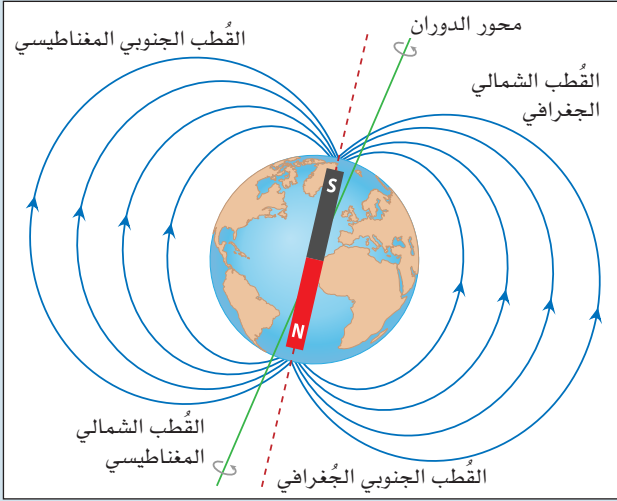 محور الدوران
القُطب الجنوبي المغناطيسي
القُطب الشمالي
الجغرافي
S
N
القُطب الشمالي
المغناطيسي
القُطب الجنوبي الجُغرافي